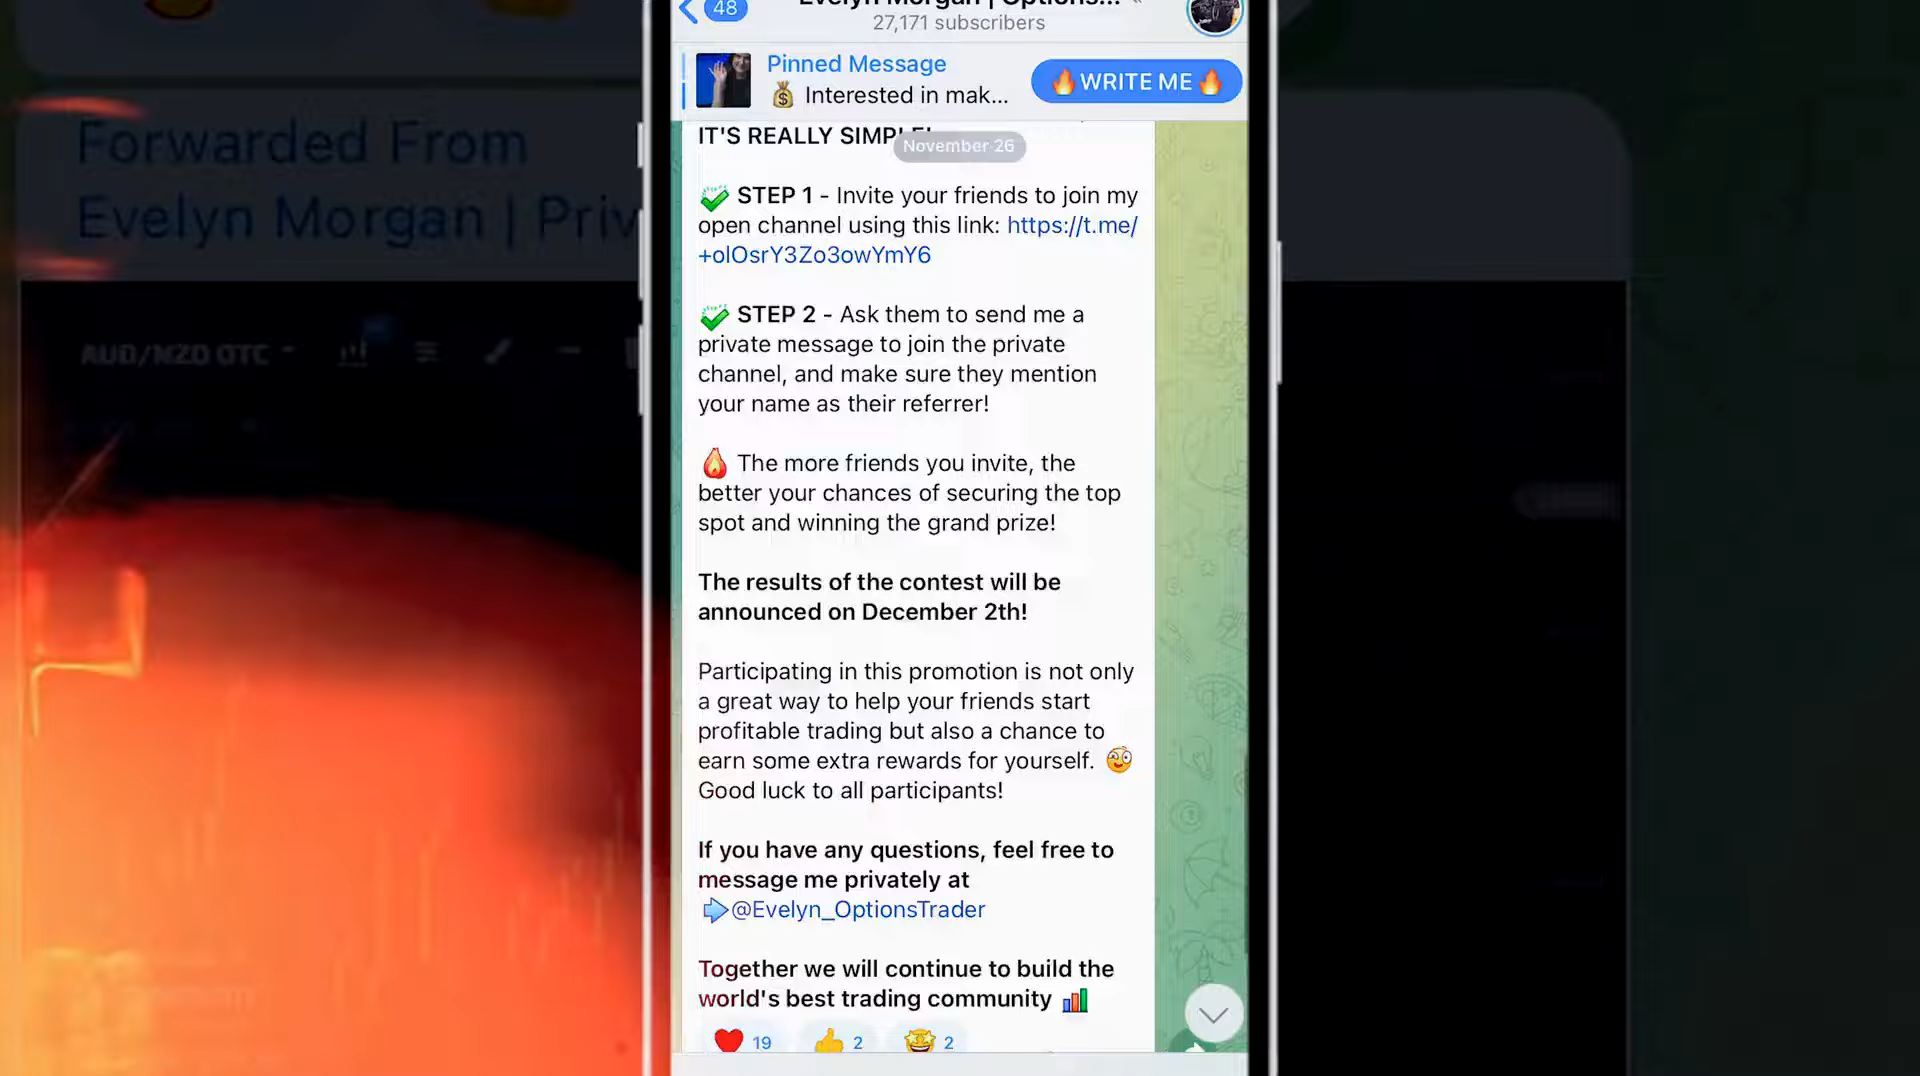 48
Evelyn Morgan | Options...
27,171 subscribers
Pinned Message
Interested in mak...
WRITE ME
IT'S REALLY SIMPLE!
November 26
STEP 1 - Invite your friends to join my
open channel using this link: https://t.me/
+olOsrY3Zo3owYmY6
STEP 2 - Ask them to send me a
private message to join the private
channel, and make sure they mention
your name as their referrer!
The more friends you invite, the
better your chances of securing the top
spot and winning the grand prize!
The results of the contest will be
announced on December 2th!
Participating in this promotion is not only
a great way to help your friends start
profitable trading but also a chance to
earn some extra rewards for yourself.
Good luck to all participants!
If you have any questions, feel free to
message me privately at
@Evelyn_OptionsTrader
Together we will continue to build the
world's best trading community
19 2 2
Forwarded From
Evelyn Morgan | Priv
AUD/NZD OTC